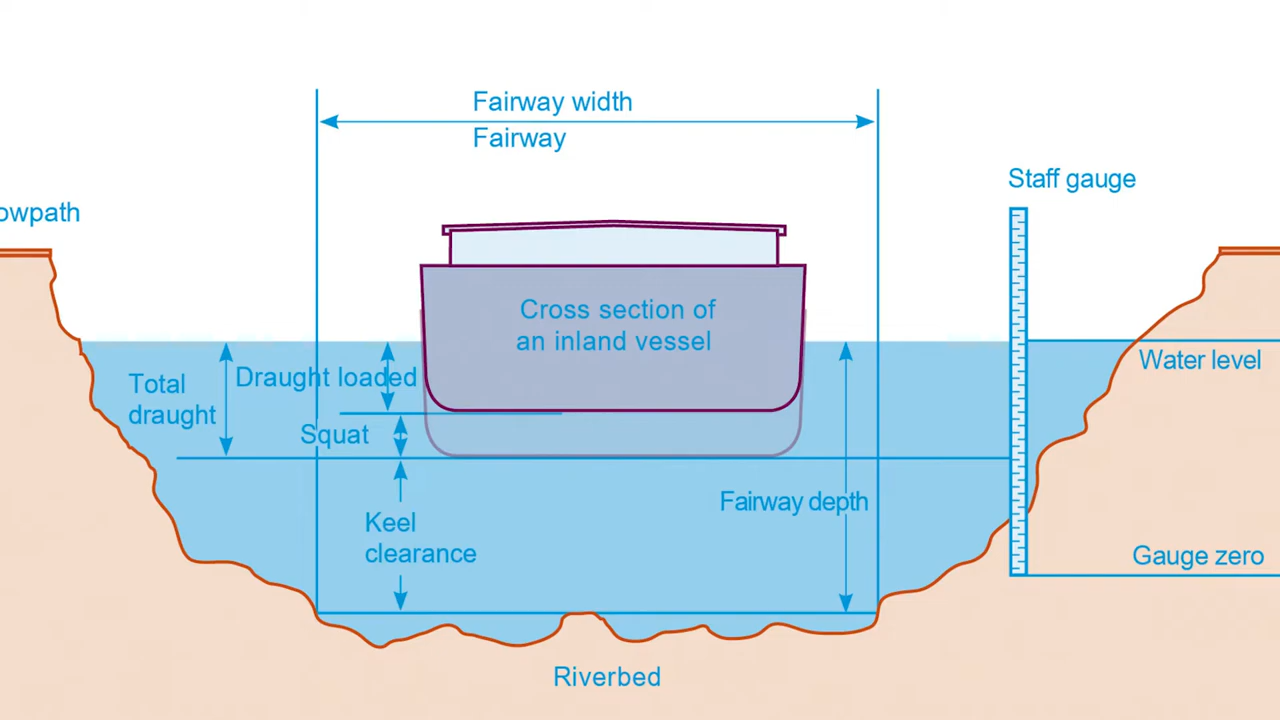 Fairway width
Fairway
Staff gauge
owpath
Cross section of
an inland vessel
Water level
Total
draught
Draught loaded
Squat
Fairway depth
Keel
clearance
Gauge zero
Riverbed